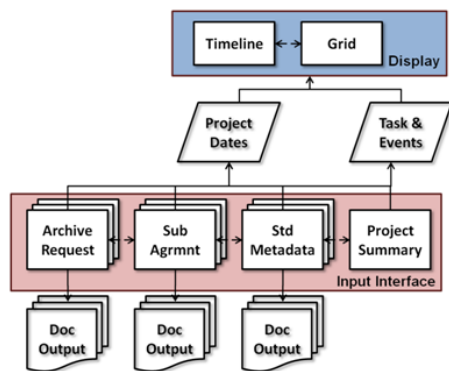 Timeline
Grid
Display
Project
Dates
Task &
Events
Archive
Request
Sub
Agrmnt
Std
Metadata
Project
Summary
Input Interface
Doc
Output
Doc
Output
Doc
Output